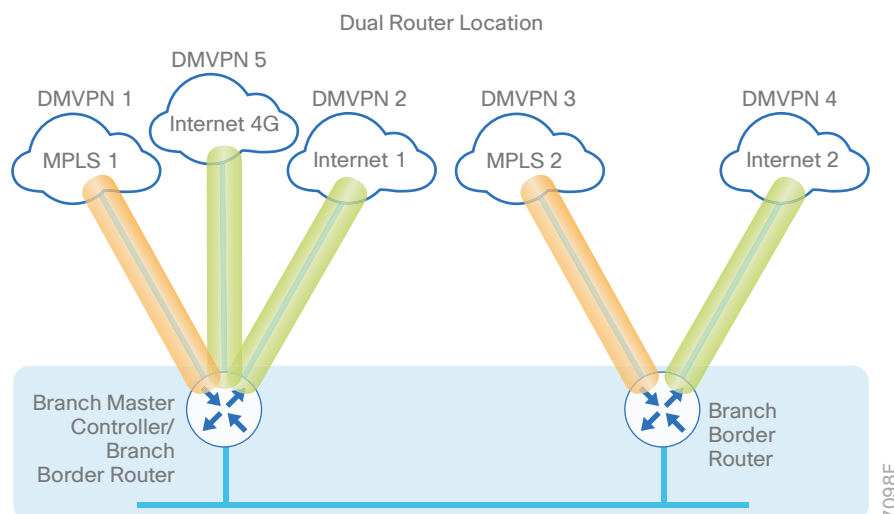 Dual Router Location
DMVPN 5
DMVPN 1
DMVPN 2
DMVPN 3
DMVPN 4
Internet 4G
MPLS 1
Internet 1
MPLS 2
Internet 2
Branch Master
Controller/
Branch
Border Router
Branch
Border
Router